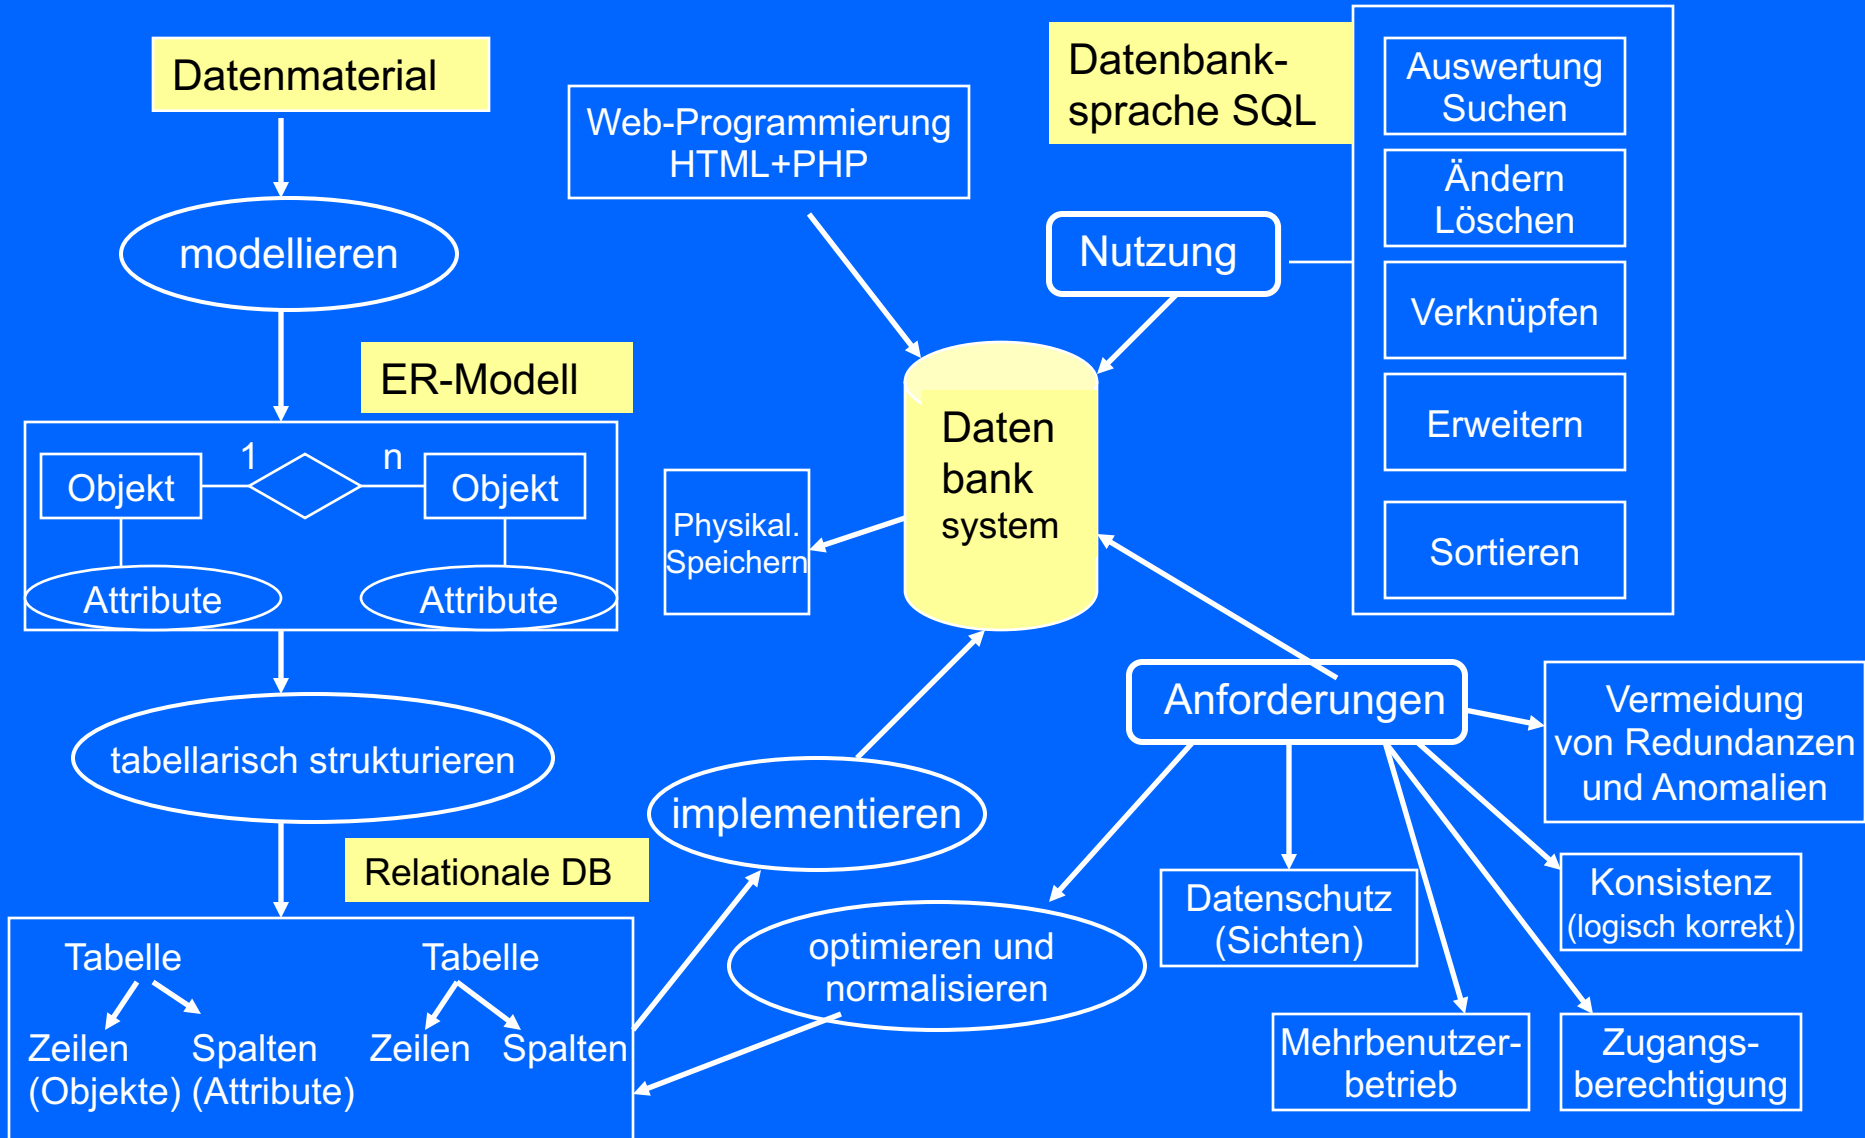 Datenmaterial
modellieren
ER-Modell
1
n
Objekt
Objekt
Attribute
Attribute
tabellarisch strukturieren
Relationale DB
Tabelle
Tabelle
Zeilen
(Objekte)
Spalten
(Attribute)
Zeilen
Spalten
Web-Programmierung
HTML+PHP
Datenbank-
sprache SQL
Nutzung
Auswertung
Suchen
Ändern
Löschen
Verknüpfen
Erweitern
Sortieren
Daten
bank
system
Physikal.
Speichern
implementieren
optimieren und
normalisieren
Anforderungen
Vermeidung
von Redundanzen
und Anomalien
Datenschutz
(Sichten)
Konsistenz
(logisch korrekt)
Mehrbenutzer-
betrieb
Zugangs-
berechtigung